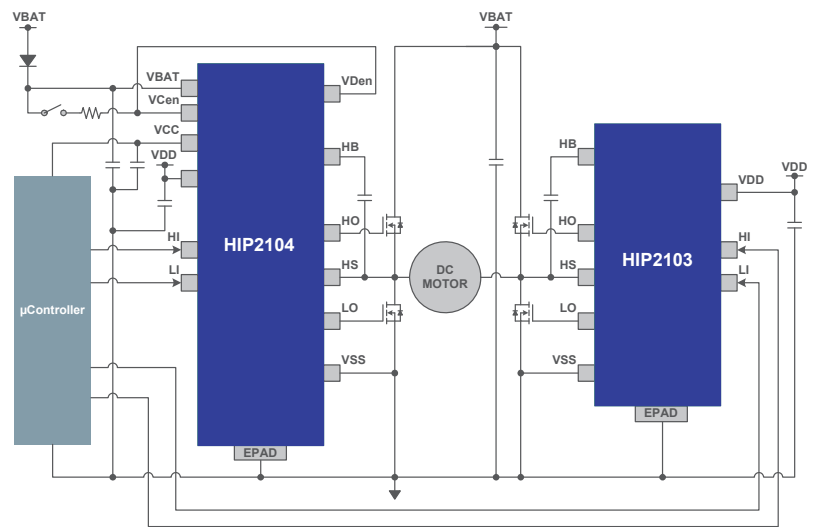 VBAT
VBAT
VBAT
VDen
VCen
VCC
VDD
HB
HB
VDD
VDD
HO
HO
HI
HI
HIP2104
HIP2103
HS
DC
MOTOR
HS
LI
LI
µController
LO
LO
VSS
VSS
EPAD
EPAD